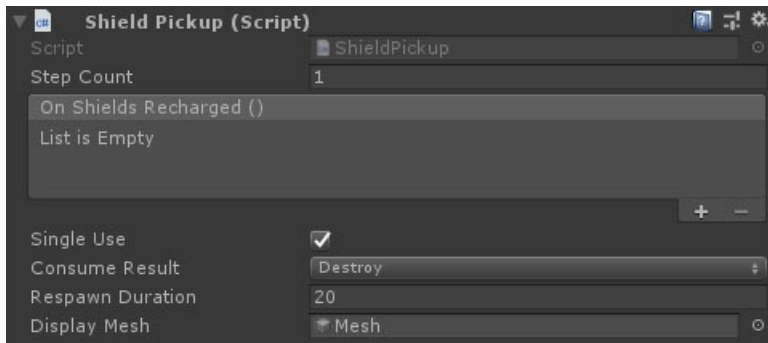 Shield Pickup (Script)
Script ShieldPickup
Step Count 1
On Shields Recharged ()
List is Empty
+ −
Single Use
Consume Result Destroy
Respawn Duration 20
Display Mesh Mesh